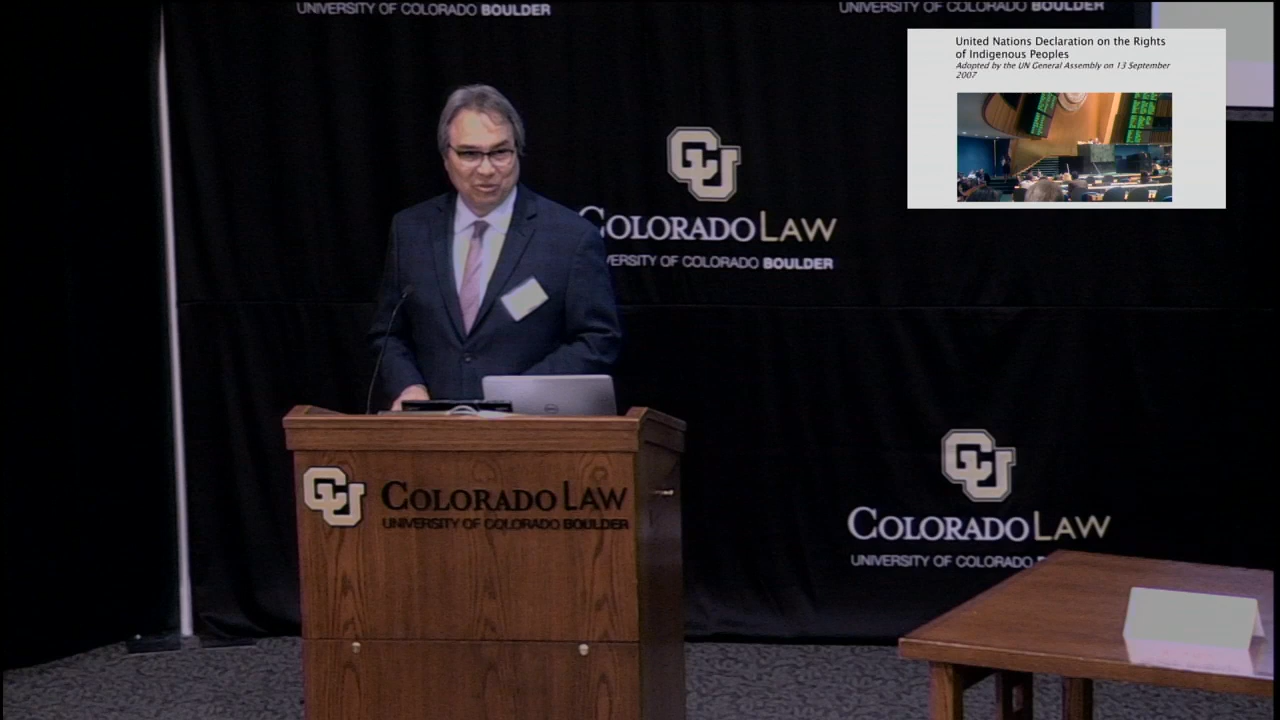 UNIVERSITY OF COLORADO BOULDER
UNIVERSITY OF COLORADO BOULDER
United Nations Declaration on the Rights
of Indigenous Peoples
Adopted by the UN General Assembly on 13 September
2007
CU
COLORADO LAW
UNIVERSITY OF COLORADO BOULDER
CU
COLORADO LAW
UNIVERSITY OF COLORADO BOULDER
CU
COLORADO LAW
UNIVERSITY OF COLORADO
DELL